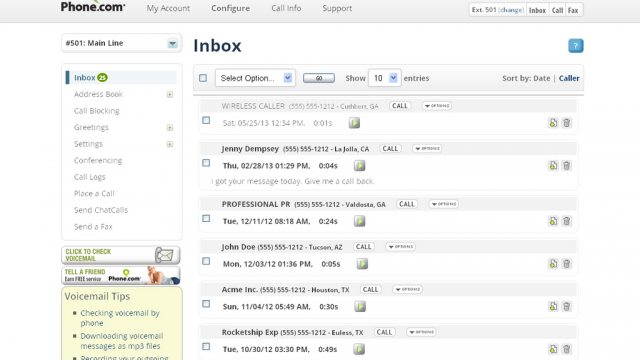 Phone.com My Account Configure Call Info Support Ext. 501 (change) Inbox Call Fax
#501: Main Line
Inbox
?
Inbox 25
Address Book
Call Blocking
Greetings
Settings
Conferencing
Call Logs
Place a Call
Send ChatCalls
Send a Fax
CLICK TO CHECK
VOICEMAIL
TELL A FRIEND
Earn FREE service Phone.com
Voicemail Tips
Checking voicemail by
phone
Downloading voicemail
messages as mp3 files
Recording your outgoing
Select Option... GO Show 10 entries Sort by: Date | Caller
WIRELESS CALLER (555) 555-1212 - Cuthbert, GA CALL OPTIONS
Sat, 05/25/13 12:34 PM, 0:01s
Jenny Dempsey (555) 555-1212 - La Jolla, CA CALL OPTIONS
Thu, 02/28/13 01:29 PM, 0:04s
I got your message today. Give me a call back.
PROFESSIONAL PR (555) 555-1212 - Valdosta, GA CALL OPTIONS
Tue, 12/11/12 08:18 AM, 0:24s
John Doe (555) 555-1212 - Tucson, AZ CALL OPTIONS
Mon, 12/03/12 01:36 PM, 0:05s
Acme Inc. (555) 555-1212 - Houston, TX CALL OPTIONS
Sun, 11/04/12 05:49 AM, 0:30s
Rocketship Exp (555) 555-1212 - Euless, TX CALL OPTIONS
Tue, 10/30/12 03:30 PM, 0:49s